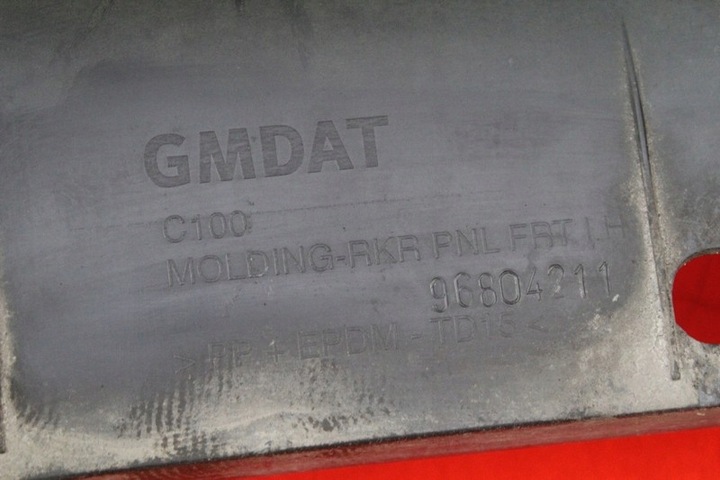 GMDAT
C100
MOLDING-RKR PNL FRT LH
96804211
> PP + EPDM - TD15 <